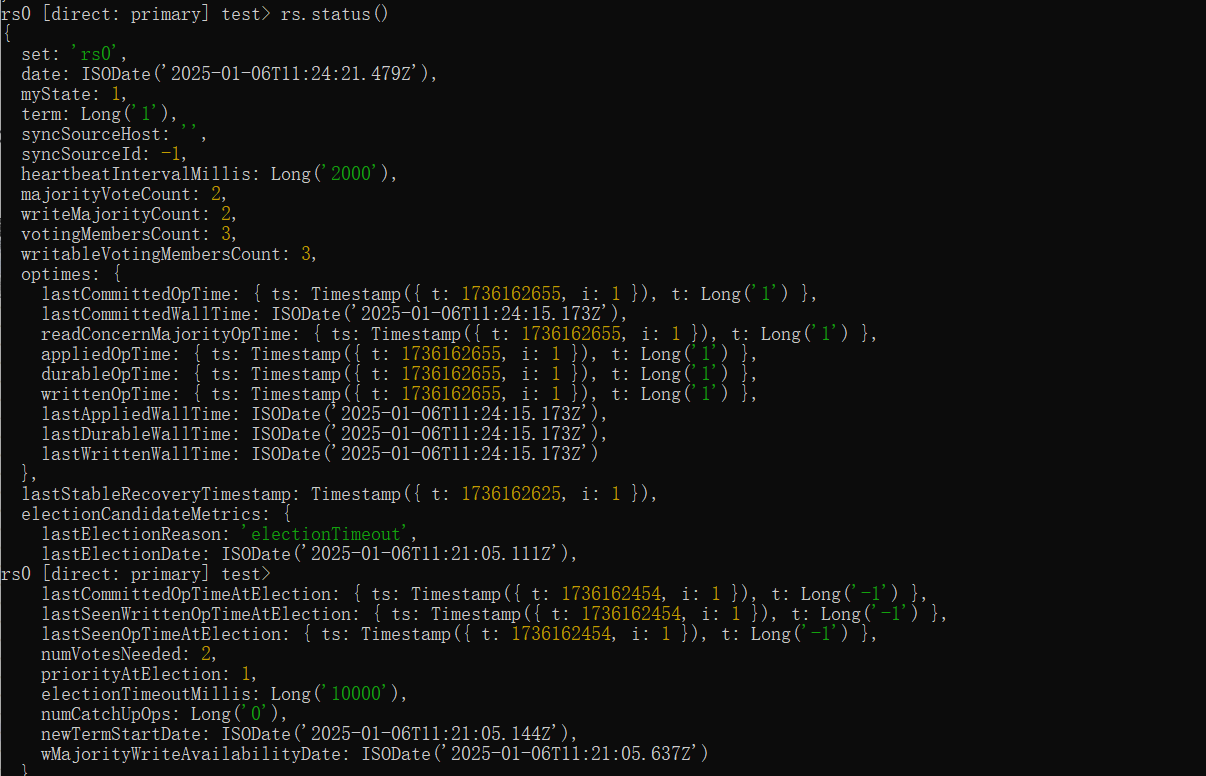 rs0 [direct: primary] test> rs.status()
{
  set: 'rs0',
  date: ISODate('2025-01-06T11:24:21.479Z'),
  myState: 1,
  term: Long('1'),
  syncSourceHost: '',
  syncSourceId: -1,
  heartbeatIntervalMillis: Long('2000'),
  majorityVoteCount: 2,
  writeMajorityCount: 2,
  votingMembersCount: 3,
  writableVotingMembersCount: 3,
  optimes: {
    lastCommittedOpTime: { ts: Timestamp({ t: 1736162655, i: 1 }), t: Long('1') },
    lastCommittedWallTime: ISODate('2025-01-06T11:24:15.173Z'),
    readConcernMajorityOpTime: { ts: Timestamp({ t: 1736162655, i: 1 }), t: Long('1') },
    appliedOpTime: { ts: Timestamp({ t: 1736162655, i: 1 }), t: Long('1') },
    durableOpTime: { ts: Timestamp({ t: 1736162655, i: 1 }), t: Long('1') },
    writtenOpTime: { ts: Timestamp({ t: 1736162655, i: 1 }), t: Long('1') },
    lastAppliedWallTime: ISODate('2025-01-06T11:24:15.173Z'),
    lastDurableWallTime: ISODate('2025-01-06T11:24:15.173Z'),
    lastWrittenWallTime: ISODate('2025-01-06T11:24:15.173Z')
  },
  lastStableRecoveryTimestamp: Timestamp({ t: 1736162625, i: 1 }),
  electionCandidateMetrics: {
    lastElectionReason: 'electionTimeout',
    lastElectionDate: ISODate('2025-01-06T11:21:05.111Z'),
rs0 [direct: primary] test>
    lastCommittedOpTimeAtElection: { ts: Timestamp({ t: 1736162454, i: 1 }), t: Long('-1') },
    lastSeenWrittenOpTimeAtElection: { ts: Timestamp({ t: 1736162454, i: 1 }), t: Long('-1') },
    lastSeenOpTimeAtElection: { ts: Timestamp({ t: 1736162454, i: 1 }), t: Long('-1') },
    numVotesNeeded: 2,
    priorityAtElection: 1,
    electionTimeoutMillis: Long('10000'),
    numCatchUpOps: Long('0'),
    newTermStartDate: ISODate('2025-01-06T11:21:05.144Z'),
    wMajorityWriteAvailabilityDate: ISODate('2025-01-06T11:21:05.637Z')
  }